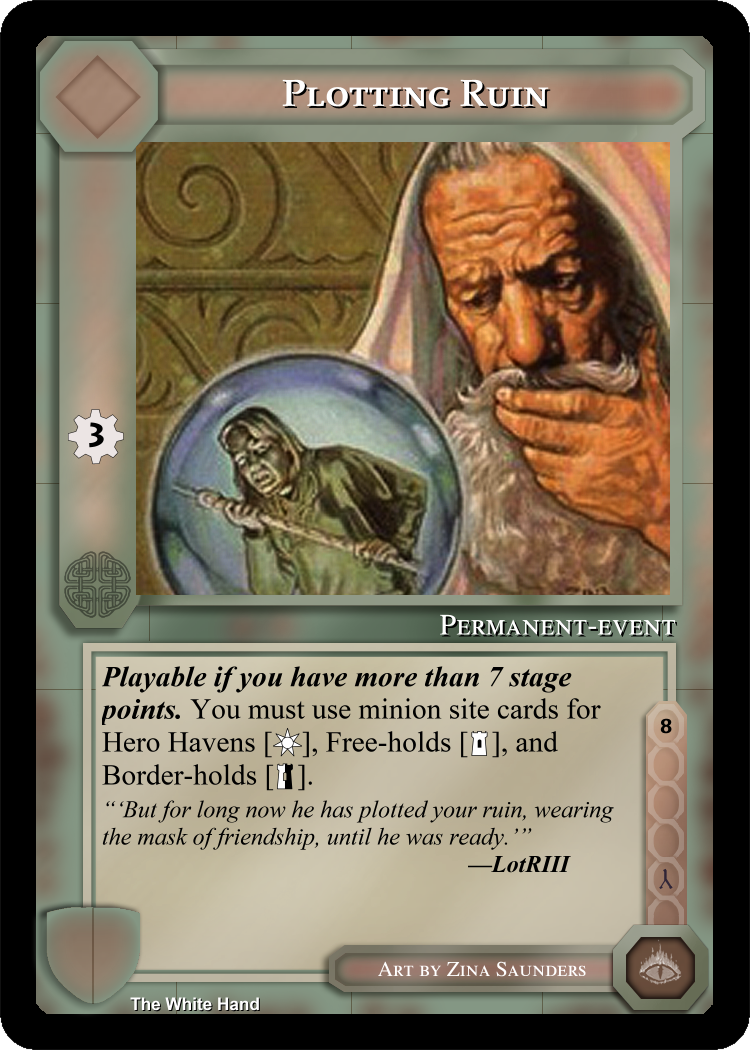 Plotting Ruin
3
Permanent-event
Playable if you have more than 7 stage
points. You must use minion site cards for
Hero Havens [ ], Free-holds [ ], and
Border-holds [ ].
8
“‘But for long now he has plotted your ruin, wearing
the mask of friendship, until he was ready.’”
—LotRIII
Art by Zina Saunders
The White Hand